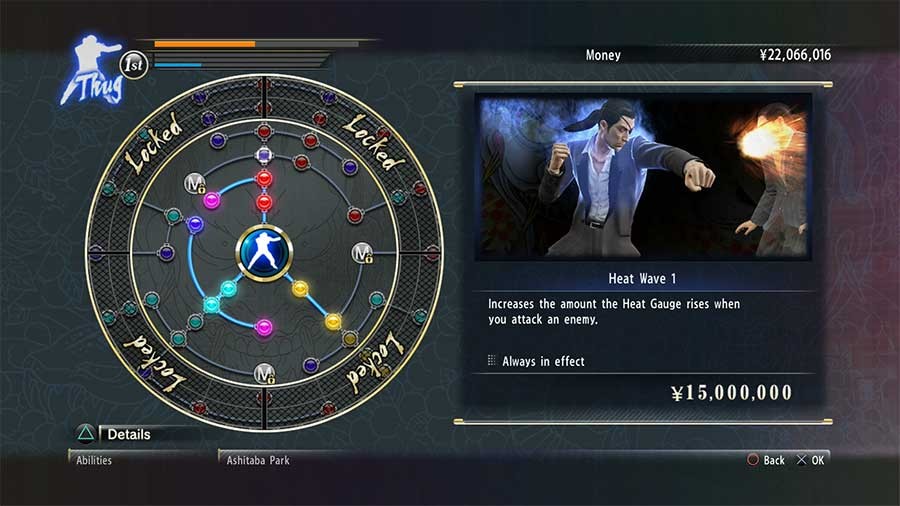 Thug
1st
Money
¥22,066,016
Locked
Locked
M
M
Locked
Locked
M
Heat Wave 1
Increases the amount the Heat Gauge rises when
you attack an enemy.
Always in effect
¥15,000,000
Details
Abilities
Ashitaba Park
Back
OK